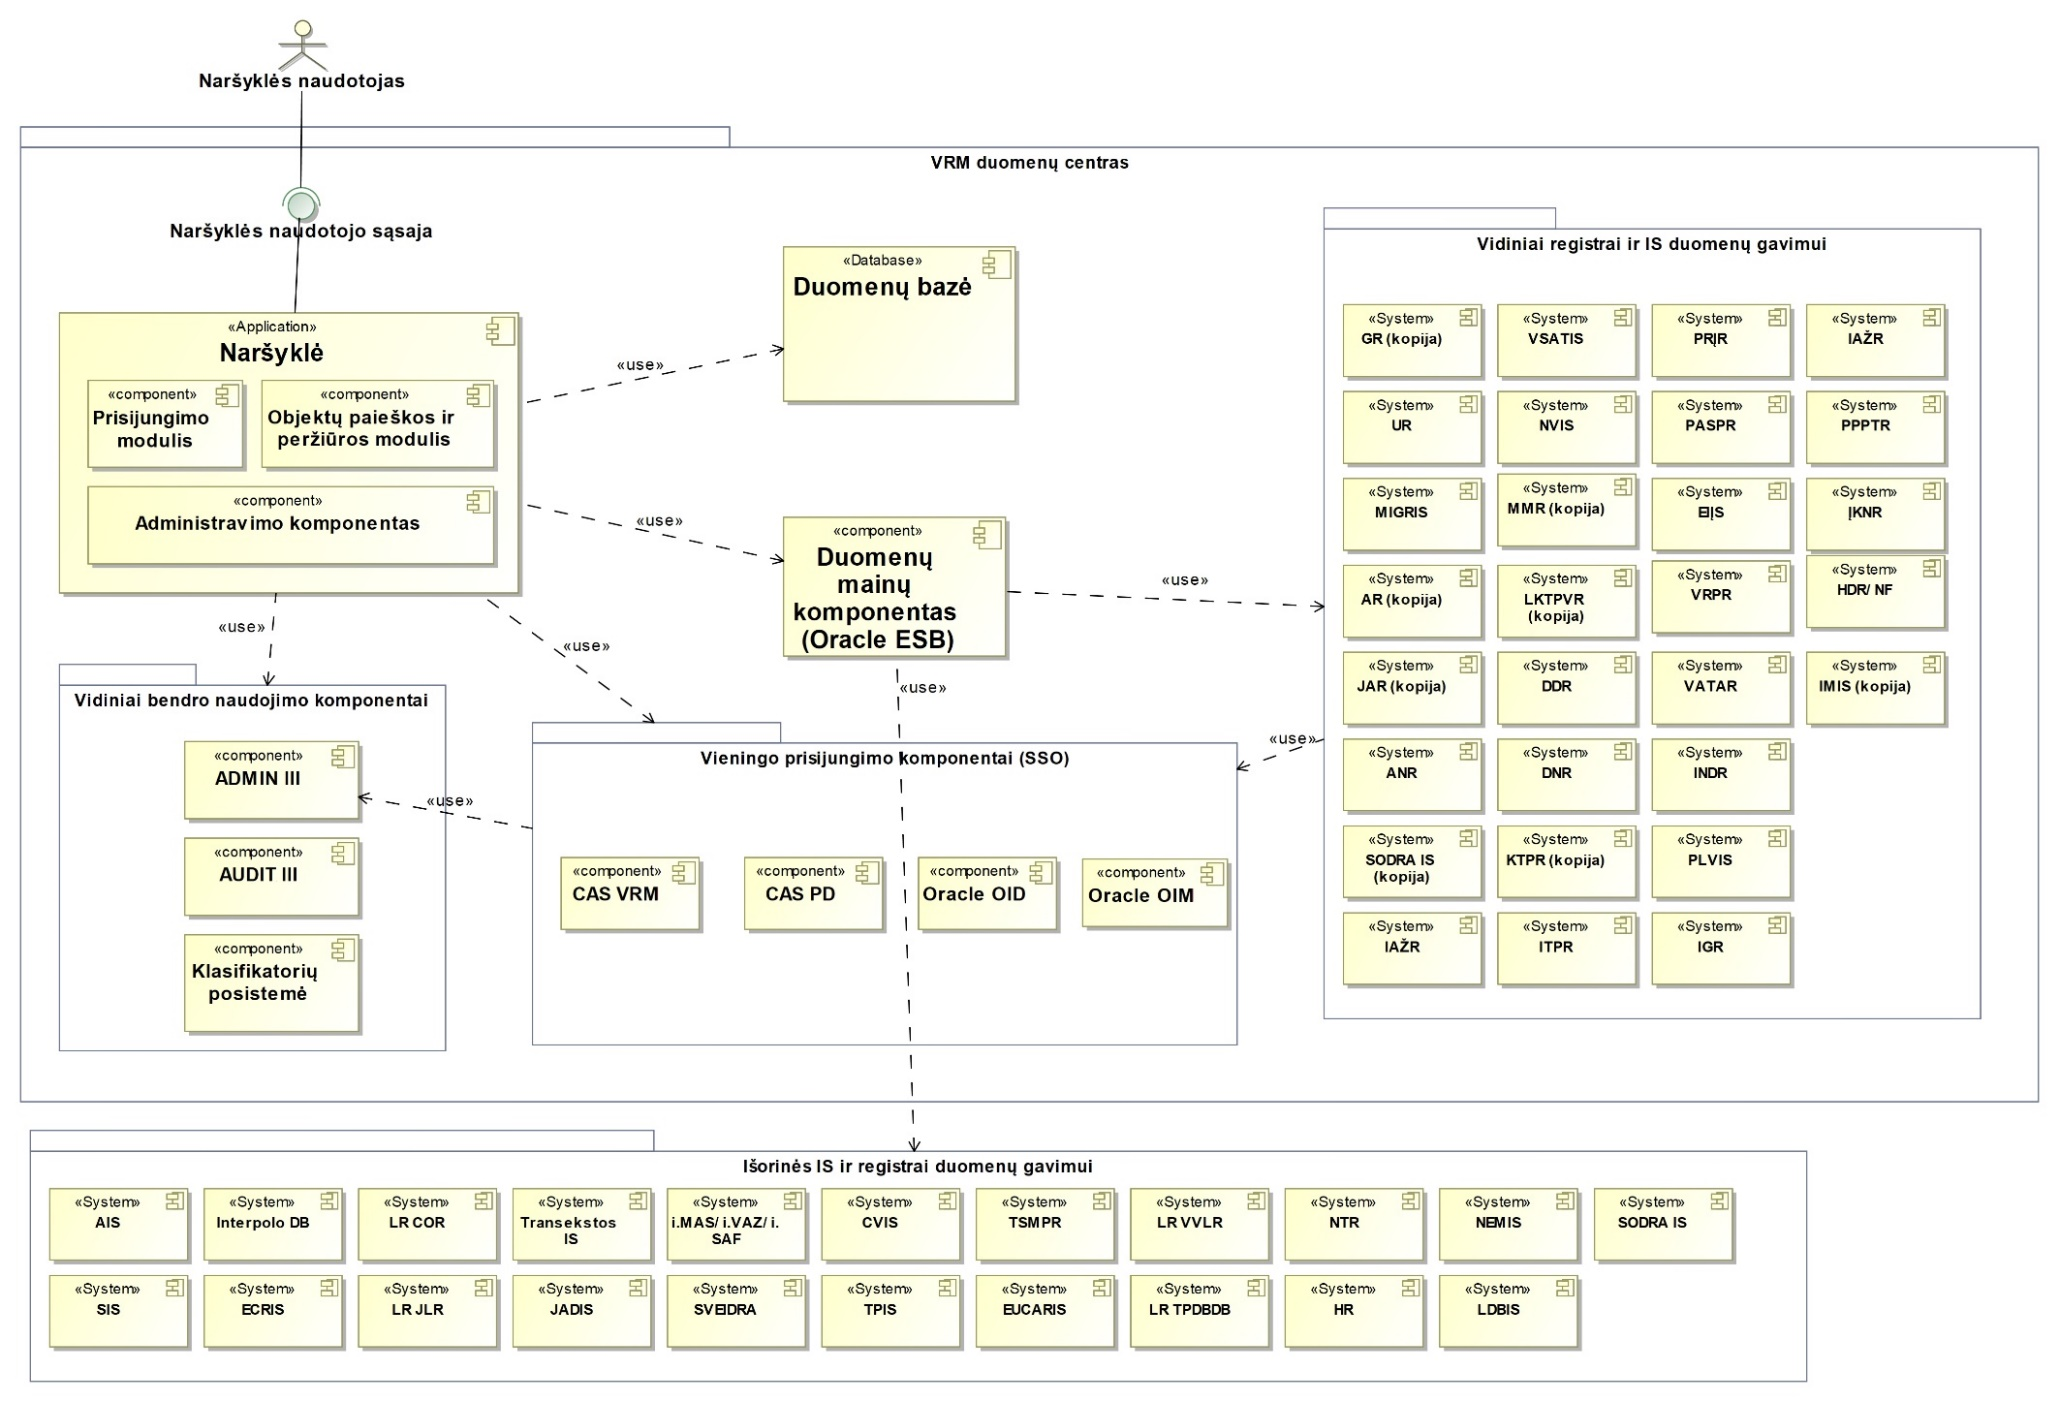 Naršyklės naudotojas
VRM duomenų centras
Naršyklės naudotojo sąsaja
«Application»
Naršyklė
«component»
Prisijungimo
modulis
«component»
Objektų paieškos ir
peržiūros modulis
«component»
Administravimo komponentas
«use»
«Database»
Duomenų bazė
«use»
«component»
Duomenų
mainų
komponentas
(Oracle ESB)
«use»
«use»
«use»
«use»
«use»
«use»
Vidiniai bendro naudojimo komponentai
«component»
ADMIN III
«component»
AUDIT III
«component»
Klasifikatorių
posistemė
Vieningo prisijungimo komponentai (SSO)
«component»
CAS VRM
«component»
CAS PD
«component»
Oracle OID
«component»
Oracle OIM
Vidiniai registrai ir IS duomenų gavimui
«System»
GR (kopija)
«System»
VSATIS
«System»
PRĮR
«System»
IAŽR
«System»
UR
«System»
NVIS
«System»
PASPR
«System»
PPPTR
«System»
MIGRIS
«System»
MMR (kopija)
«System»
EIĮS
«System»
ĮKNR
«System»
AR (kopija)
«System»
LKTPVR
(kopija)
«System»
VRPR
«System»
HDR/ NF
«System»
JAR (kopija)
«System»
DDR
«System»
VATAR
«System»
IMIS (kopija)
«System»
ANR
«System»
DNR
«System»
INDR
«System»
SODRA IS
(kopija)
«System»
KTPR (kopija)
«System»
PLVIS
«System»
IAŽR
«System»
ITPR
«System»
IGR
Išorinės IS ir registrai duomenų gavimui
«System»
AIS
«System»
Interpolo DB
«System»
LR COR
«System»
Transekstos
IS
«System»
i.MAS/ i.VAZ/ i.
SAF
«System»
CVIS
«System»
TSMPR
«System»
LR VVLR
«System»
NTR
«System»
NEMIS
«System»
SODRA IS
«System»
SIS
«System»
ECRIS
«System»
LR JLR
«System»
JADIS
«System»
SVEIDRA
«System»
TPIS
«System»
EUCARIS
«System»
LR TPDBDB
«System»
HR
«System»
LDBIS